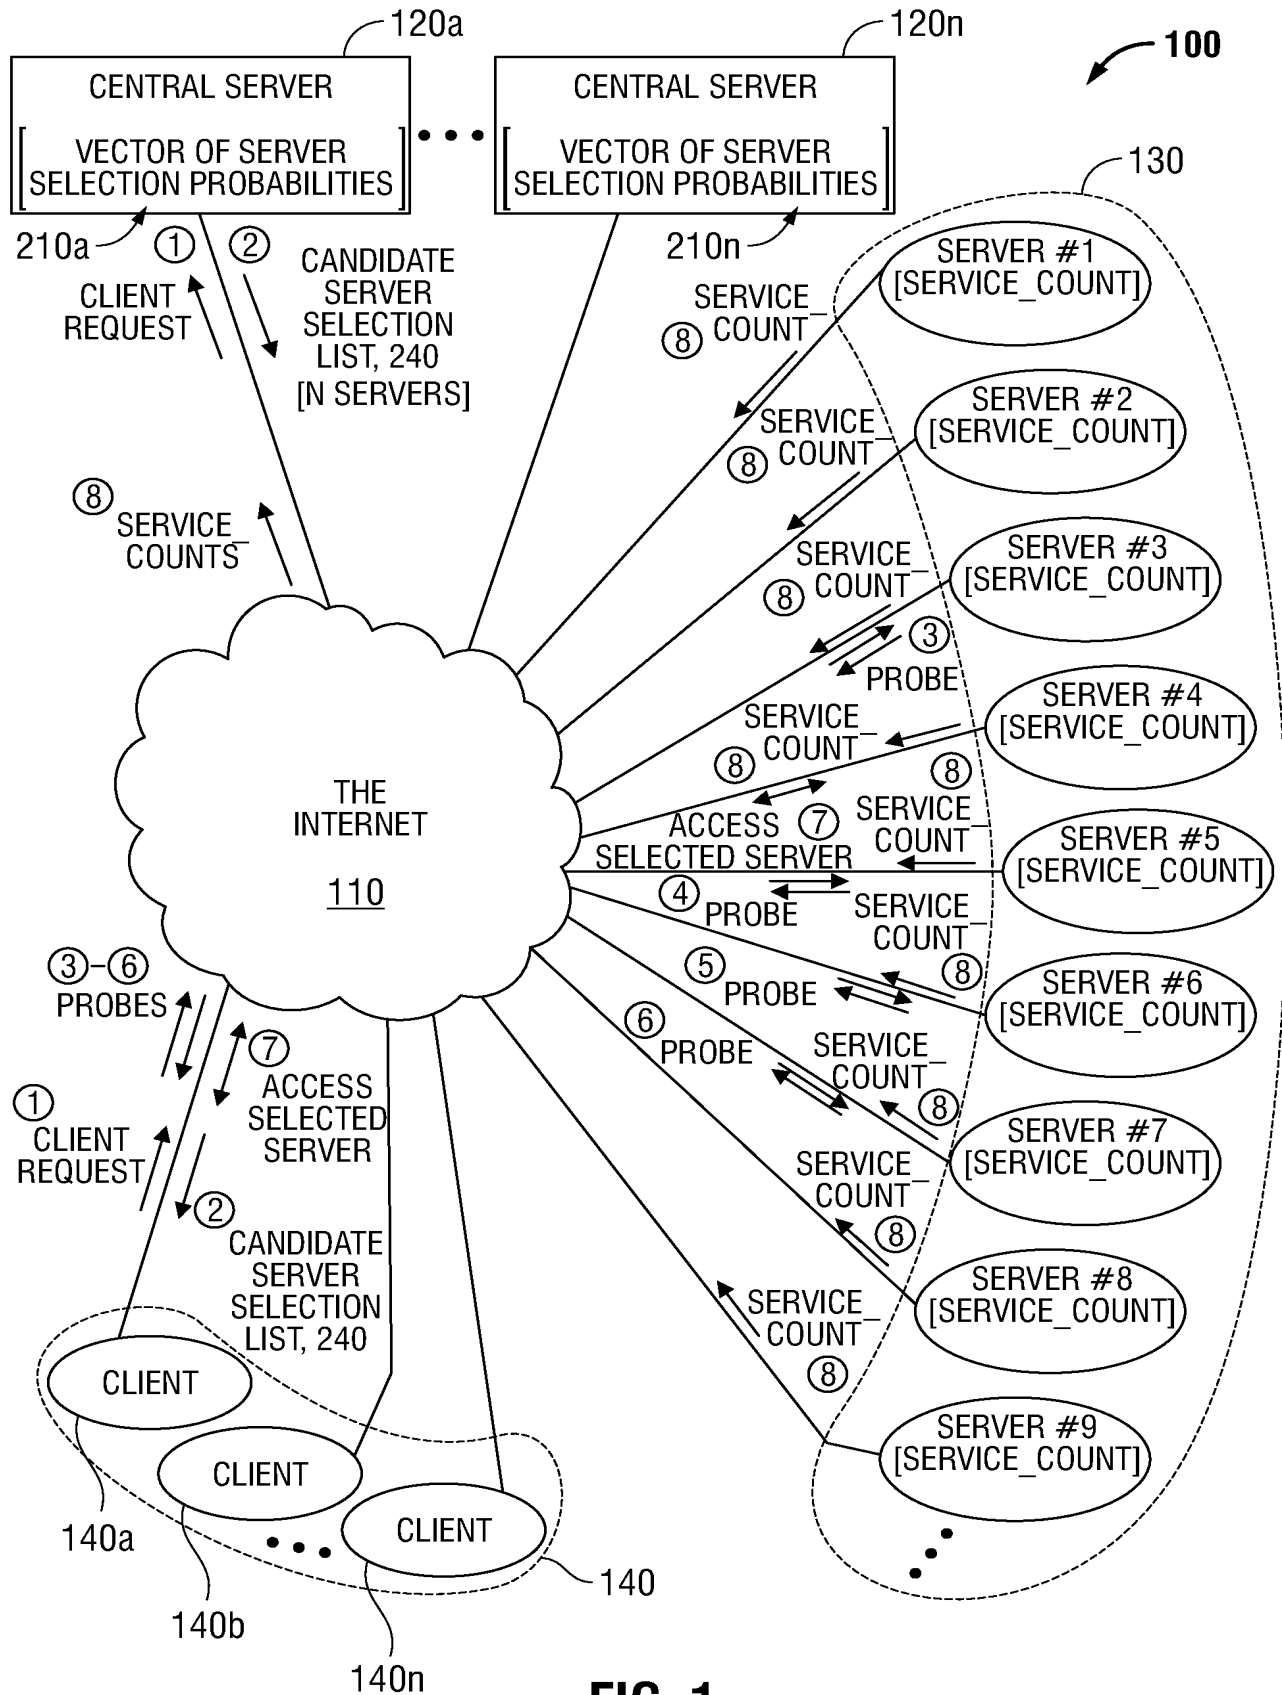 120a
120n
100
CENTRAL SERVER
[VECTOR OF SERVER
SELECTION PROBABILITIES]
CENTRAL SERVER
[VECTOR OF SERVER
SELECTION PROBABILITIES]
210a
210n
130
1
CLIENT
REQUEST
2
CANDIDATE
SERVER
SELECTION
LIST, 240
[N SERVERS]
8
SERVICE_
COUNTS
SERVER #1
[SERVICE_COUNT]
SERVICE_
COUNT
8
SERVER #2
[SERVICE_COUNT]
SERVICE_
COUNT
8
SERVER #3
[SERVICE_COUNT]
SERVICE_
COUNT
8
3
PROBE
SERVER #4
[SERVICE_COUNT]
SERVICE_
COUNT
8
ACCESS 7
SELECTED SERVER
8
SERVICE_
COUNT
SERVER #5
[SERVICE_COUNT]
4
PROBE
SERVICE_
COUNT
8
5
PROBE
SERVER #6
[SERVICE_COUNT]
6
PROBE
SERVICE_
COUNT
8
SERVER #7
[SERVICE_COUNT]
SERVICE_
COUNT
8
SERVER #8
[SERVICE_COUNT]
SERVICE_
COUNT
8
SERVER #9
[SERVICE_COUNT]
THE
INTERNET
110
3-6
PROBES
7
ACCESS
SELECTED
SERVER
1
CLIENT
REQUEST
2
CANDIDATE
SERVER
SELECTION
LIST, 240
CLIENT
CLIENT
CLIENT
140a
140b
140n
140
FIG. 1